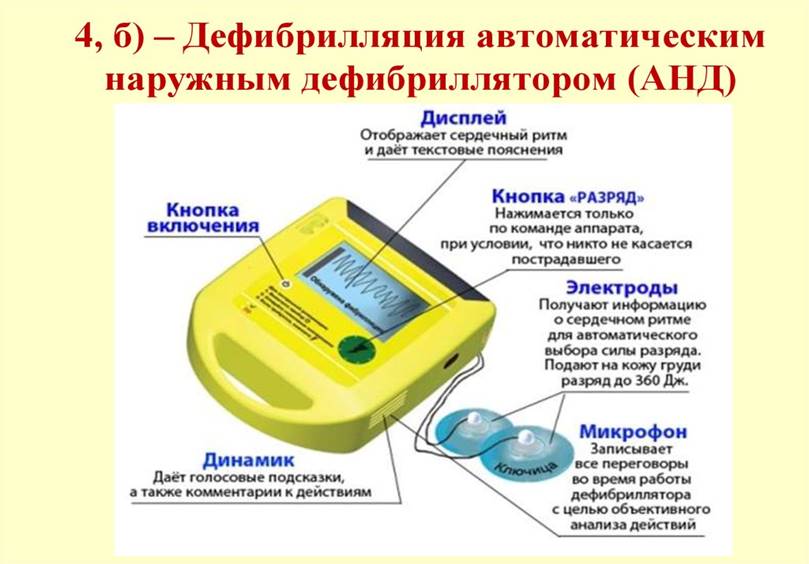 4, б) – Дефибрилляция автоматическим
наружным дефибриллятором (АНД)
Дисплей
Отображает сердечный ритм
и даёт текстовые пояснения
Кнопка
включения
Кнопка «РАЗРЯД»
Нажимается только
по команде аппарата,
при условии, что никто не касается
пострадавшего
Обнаружена фибрилляция
Электроды
Получают информацию
о сердечном ритме
для автоматического
выбора силы разряда.
Подают на кожу груди
разряд до 360 Дж.
Ключица
Микрофон
Записывает
все переговоры
во время работы
дефибриллятора
с целью объективного
анализа действий
Динамик
Даёт голосовые подсказки,
а также комментарии к действиям